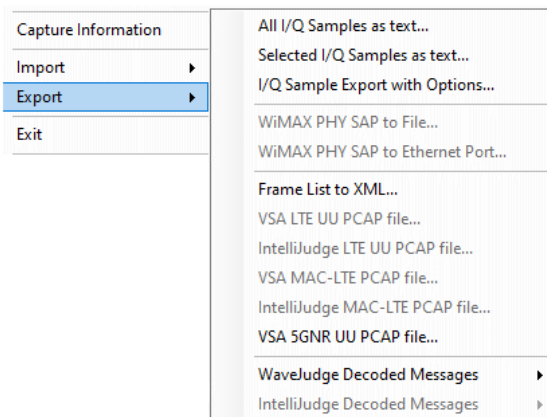 Capture Information
Import
Export
Exit
All I/Q Samples as text...
Selected I/Q Samples as text...
I/Q Sample Export with Options...
WiMAX PHY SAP to File...
WiMAX PHY SAP to Ethernet Port...
Frame List to XML...
VSA LTE UU PCAP file...
IntelliJudge LTE UU PCAP file...
VSA MAC-LTE PCAP file...
IntelliJudge MAC-LTE PCAP file...
VSA 5GNR UU PCAP file...
WaveJudge Decoded Messages
IntelliJudge Decoded Messages